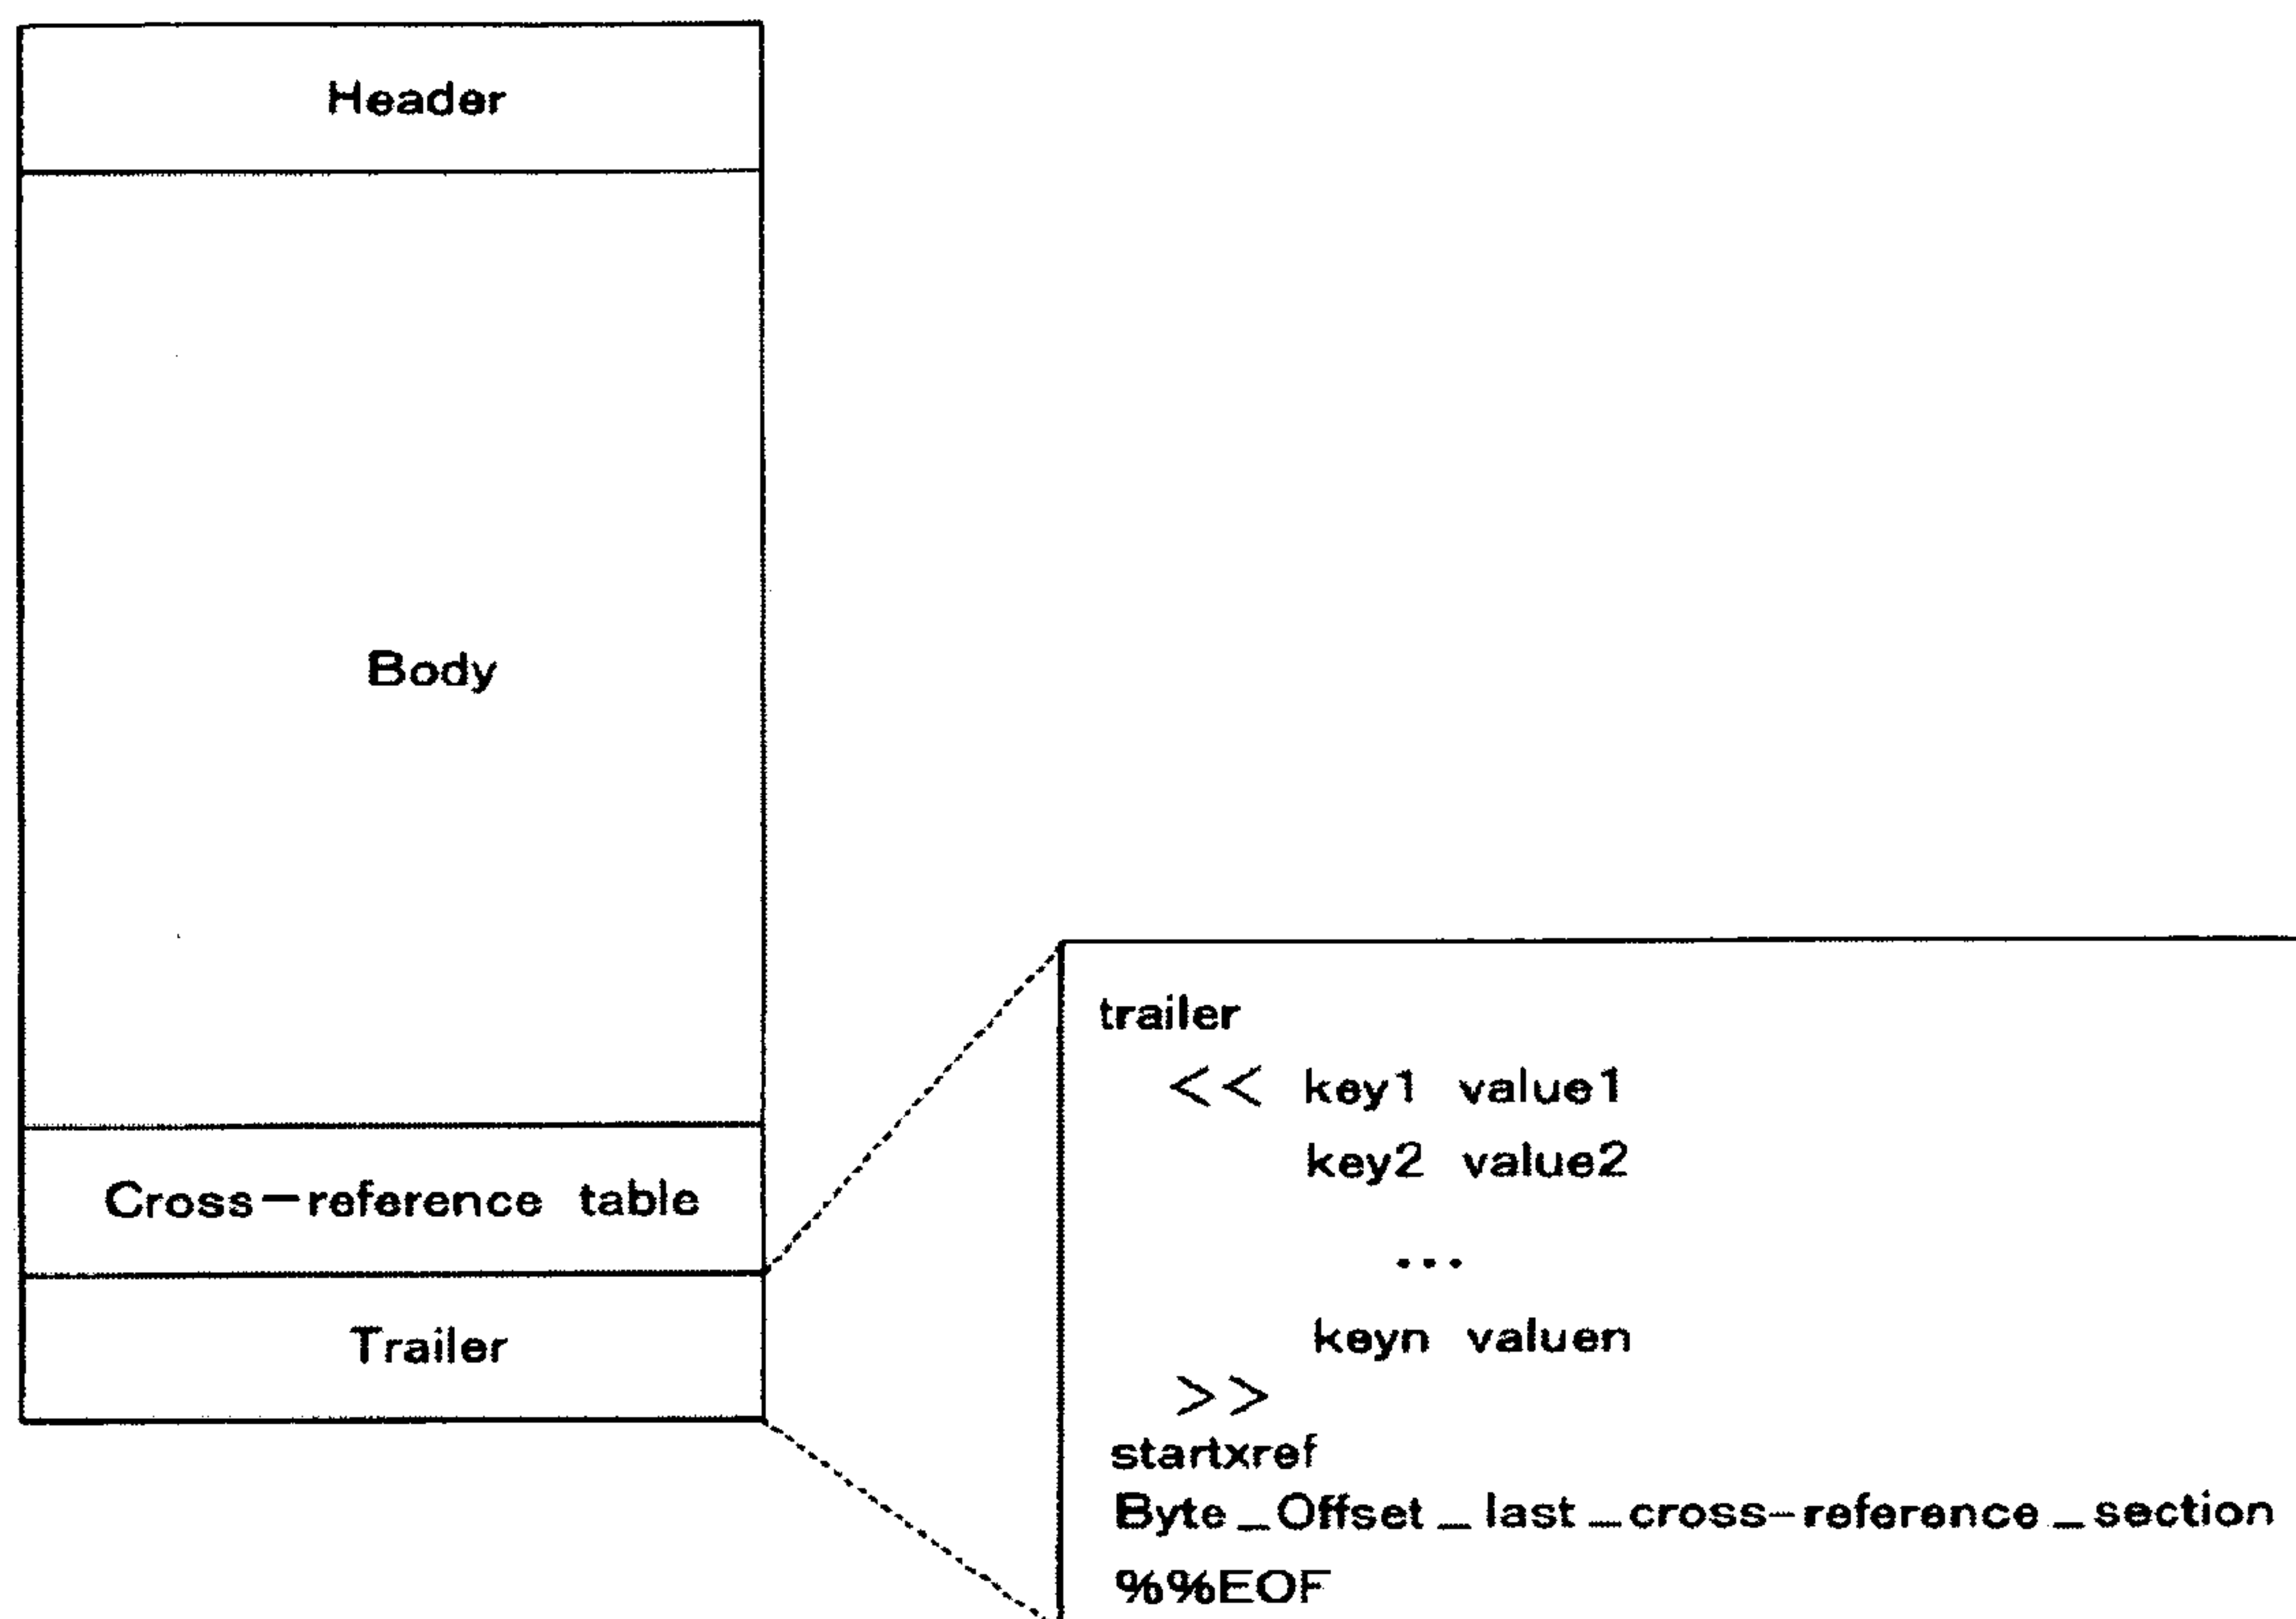 Header
Body
Cross-reference table
Trailer
trailer
<< key1 value1
key2 value2
...
keyn valuen
>>
startxref
Byte_Offset_last_cross-reference_section
%%EOF